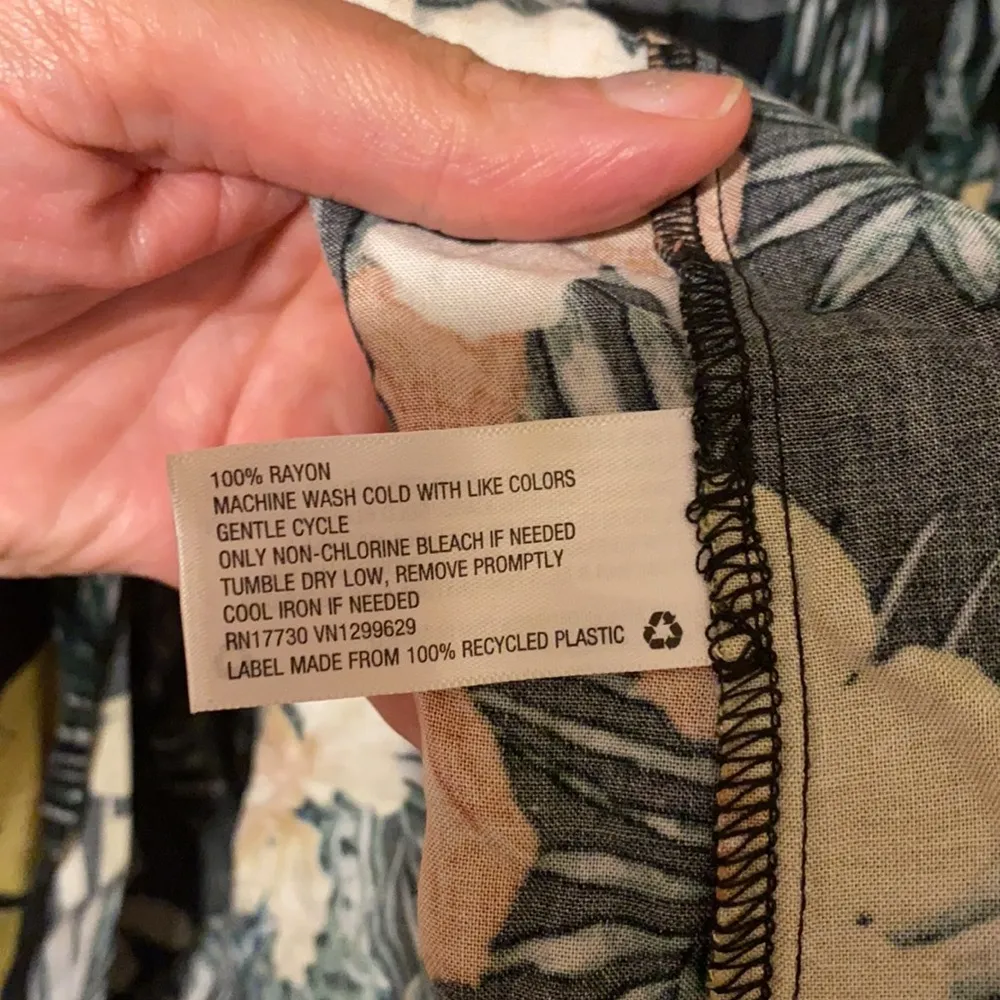 100% RAYON
MACHINE WASH COLD WITH LIKE COLORS
GENTLE CYCLE
ONLY NON-CHLORINE BLEACH IF NEEDED
TUMBLE DRY LOW, REMOVE PROMPTLY
COOL IRON IF NEEDED
RN17730 VN1299629
LABEL MADE FROM 100% RECYCLED PLASTIC